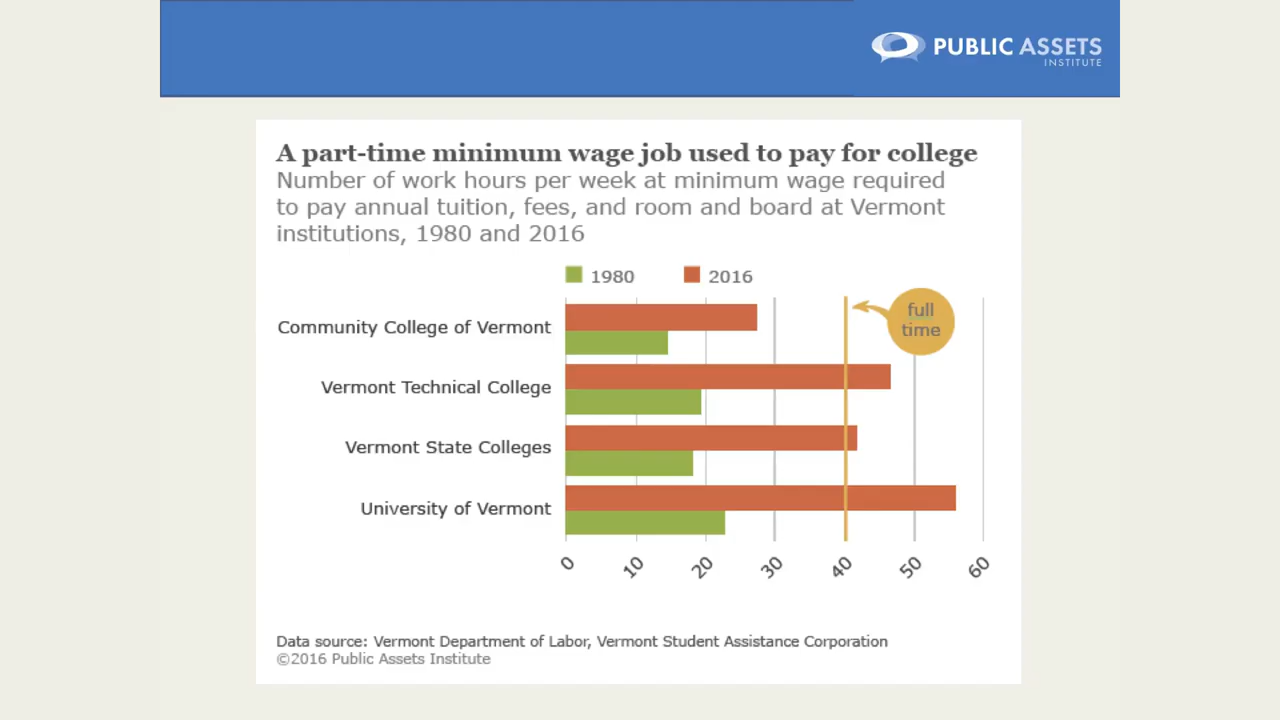 PUBLIC ASSETS
INSTITUTE
A part-time minimum wage job used to pay for college
Number of work hours per week at minimum wage required
to pay annual tuition, fees, and room and board at Vermont
institutions, 1980 and 2016
1980 2016
full
time
Community College of Vermont
Vermont Technical College
Vermont State Colleges
University of Vermont
0 10 20 30 40 50 60
Data source: Vermont Department of Labor, Vermont Student Assistance Corporation
©2016 Public Assets Institute